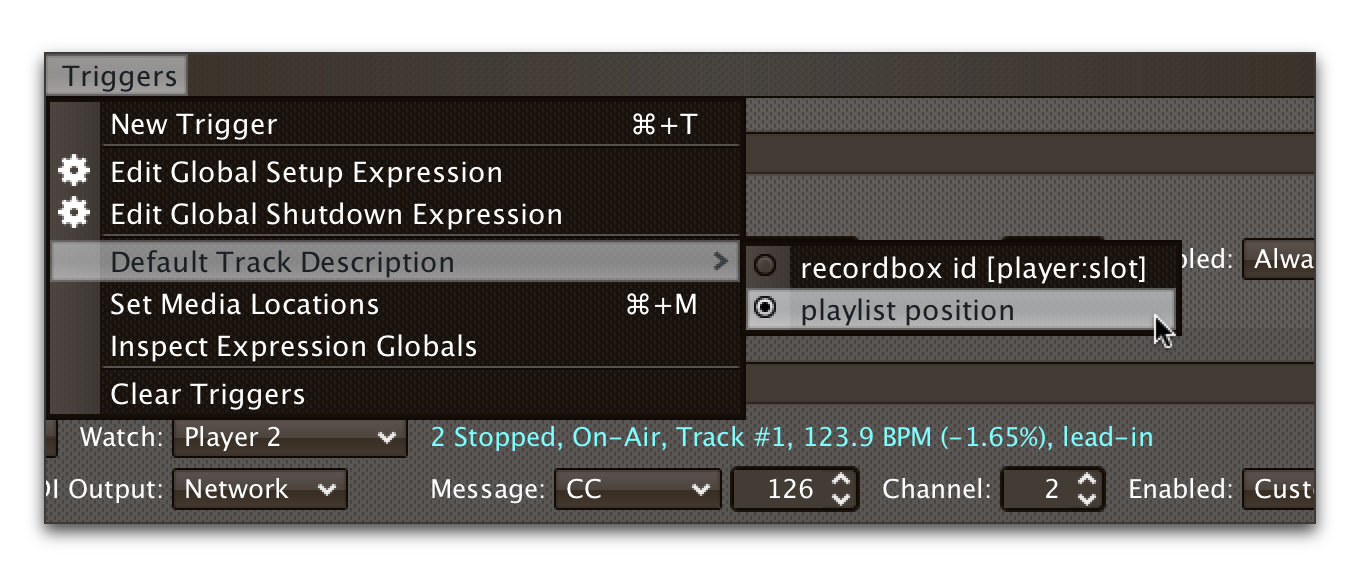 Triggers
New Trigger ⌘+T
Edit Global Setup Expression
Edit Global Shutdown Expression
Default Track Description
recordbox id [player:slot]
playlist position
bled: Alwa
Set Media Locations ⌘+M
Inspect Expression Globals
Clear Triggers
Watch: Player 2 2 Stopped, On-Air, Track #1, 123.9 BPM (-1.65%), lead-in
DI Output: Network Message: CC 126 Channel: 2 Enabled: Cust